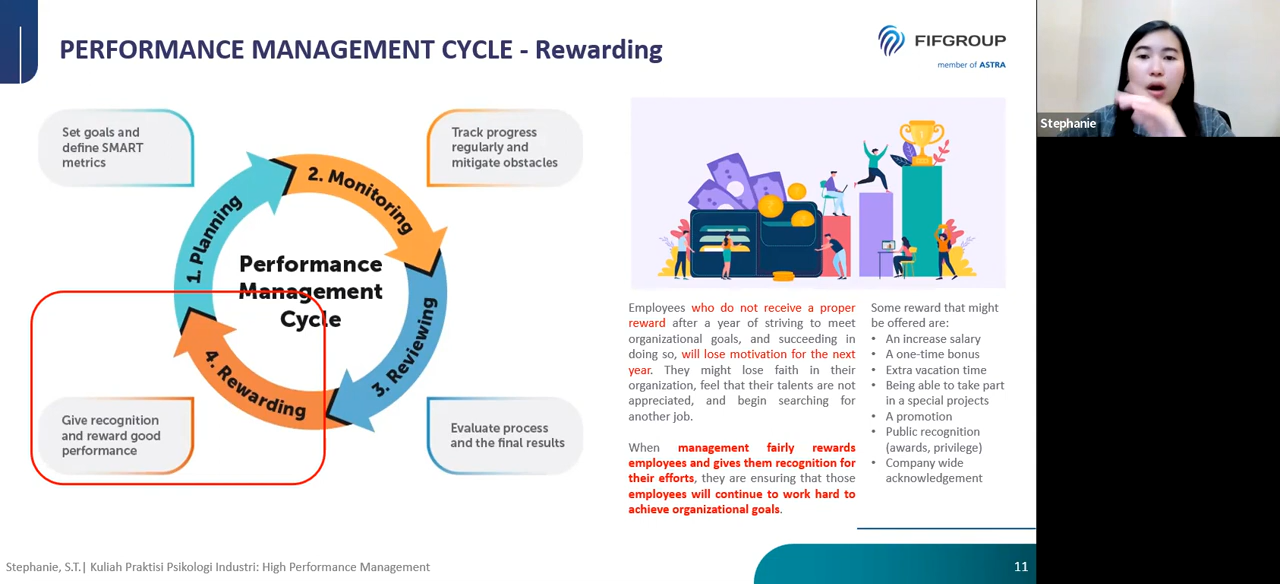 PERFORMANCE MANAGEMENT CYCLE - Rewarding
FIFGROUP
member of ASTRA
Stephanie
Set goals and
define SMART
metrics
Track progress
regularly and
mitigate obstacles
1. Planning
2. Monitoring
3. Reviewing
4. Rewarding
Performance
Management
Cycle
Give recognition
and reward good
performance
Evaluate process
and the final results
Employees who do not receive a proper
reward after a year of striving to meet
organizational goals, and succeeding in
doing so, will lose motivation for the next
year. They might lose faith in their
organization, feel that their talents are not
appreciated, and begin searching for
another job.
When management fairly rewards
employees and gives them recognition for
their efforts, they are ensuring that those
employees will continue to work hard to
achieve organizational goals.
Some reward that might
be offered are:
• An increase salary
• A one-time bonus
• Extra vacation time
• Being able to take part
in a special projects
• A promotion
• Public recognition
(awards, privilege)
• Company wide
acknowledgement
Stephanie, S.T.| Kuliah Praktisi Psikologi Industri: High Performance Management
11